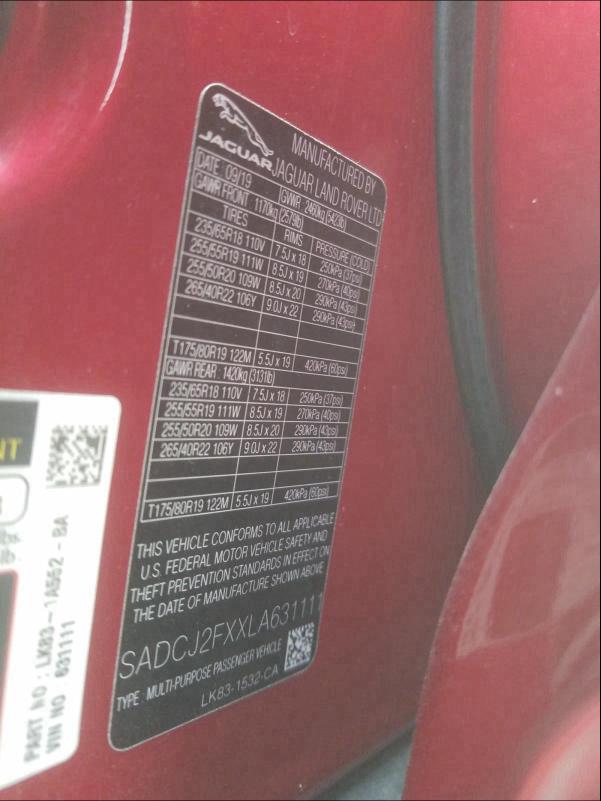 JAGUAR
MANUFACTURED BY
JAGUAR LAND ROVER LTD
DATE: 09/19 GVWR 2460kg (5423lb)
GAWR FRONT 1170kg (2579lb)
TIRES RIMS PRESSURE (COLD)
235/65R18 110V 7.5J x 18 250kPa (37psi)
255/55R19 111W 8.5J x 19 270kPa (40psi)
255/50R20 109W 8.5J x 20 290kPa (43psi)
265/40R22 106Y 9.0J x 22 290kPa (43psi)
T175/80R19 122M 5.5J x 19 420kPa (60psi)
GAWR REAR: 1420kg (3131lb)
235/65R18 110V 7.5J x 18 250kPa (37psi)
255/55R19 111W 8.5J x 19 270kPa (40psi)
255/50R20 109W 8.5J x 20 290kPa (43psi)
265/40R22 106Y 9.0J x 22 290kPa (43psi)
T175/80R19 122M 5.5J x 19 420kPa (60psi)
THIS VEHICLE CONFORMS TO ALL APPLICABLE
U.S. FEDERAL MOTOR VEHICLE SAFETY AND
THEFT PREVENTION STANDARDS IN EFFECT ON
THE DATE OF MANUFACTURE SHOWN ABOVE
SADCJ2FXXLA631111
TYPE: MULTI-PURPOSE PASSENGER VEHICLE
LK83-1532-CA
NT
PART NO: LK83-1A552-BA
VIN NO 631111